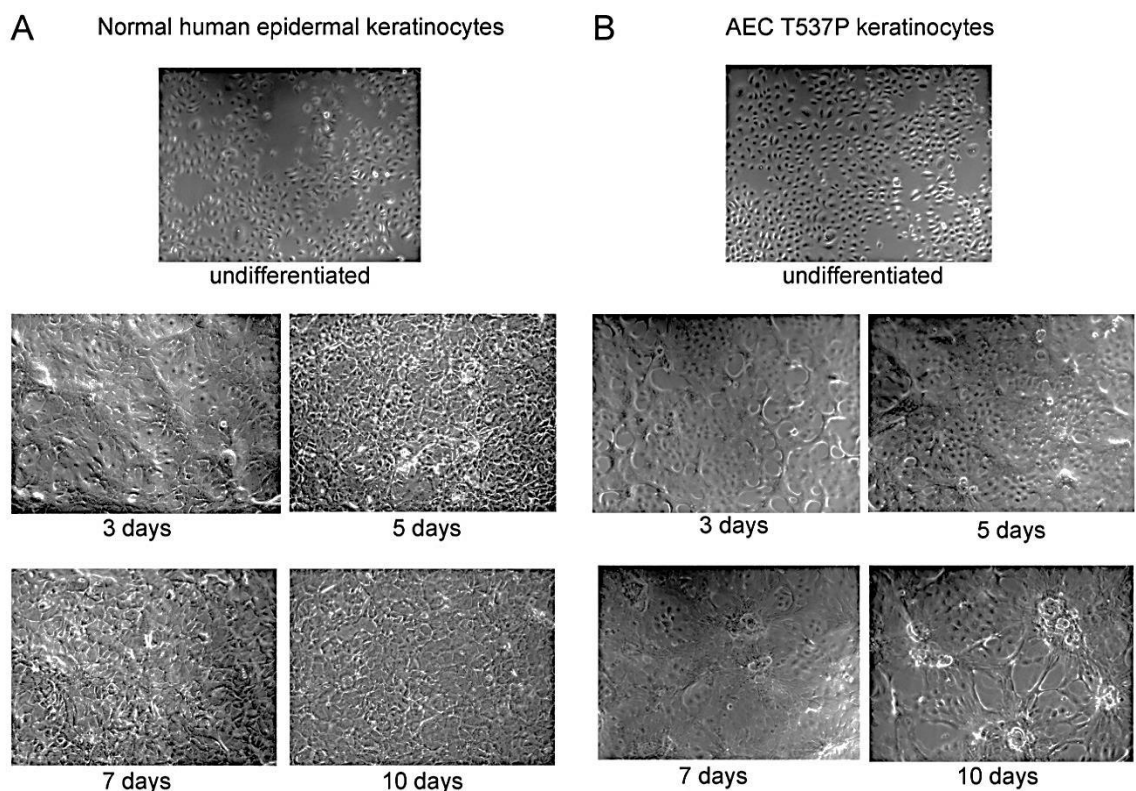 A
Normal human epidermal keratinocytes
undifferentiated
3 days
5 days
7 days
10 days
B
AEC T537P keratinocytes
undifferentiated
3 days
5 days
7 days
10 days